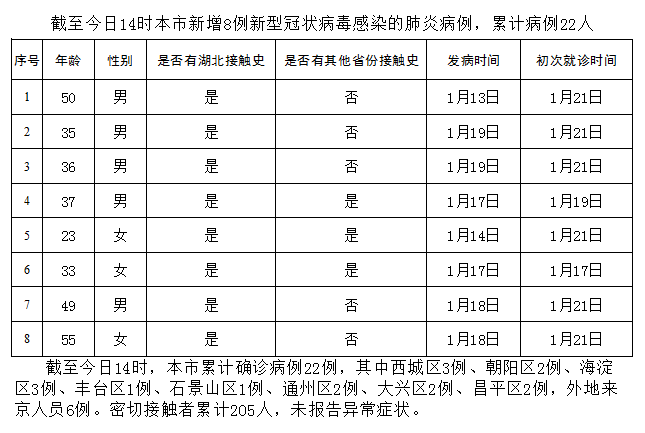 截至今日14时本市新增8例新型冠状病毒感染的肺炎病例，累计病例22人
序号 年龄 性别 是否有湖北接触史 是否有其他省份接触史 发病时间 初次就诊时间
1 50 男 是 否 1月13日 1月21日
2 35 男 是 否 1月19日 1月21日
3 36 男 是 否 1月19日 1月21日
4 37 男 是 是 1月17日 1月19日
5 23 女 是 是 1月14日 1月21日
6 33 女 是 是 1月17日 1月17日
7 49 男 是 否 1月18日 1月21日
8 55 女 是 否 1月18日 1月21日
截至今日14时，本市累计确诊病例22例，其中西城区3例、朝阳区2例、海淀
区3例、丰台区1例、石景山区1例、通州区2例、大兴区2例、昌平区2例，外地来
京人员6例。密切接触者累计205人，未报告异常症状。